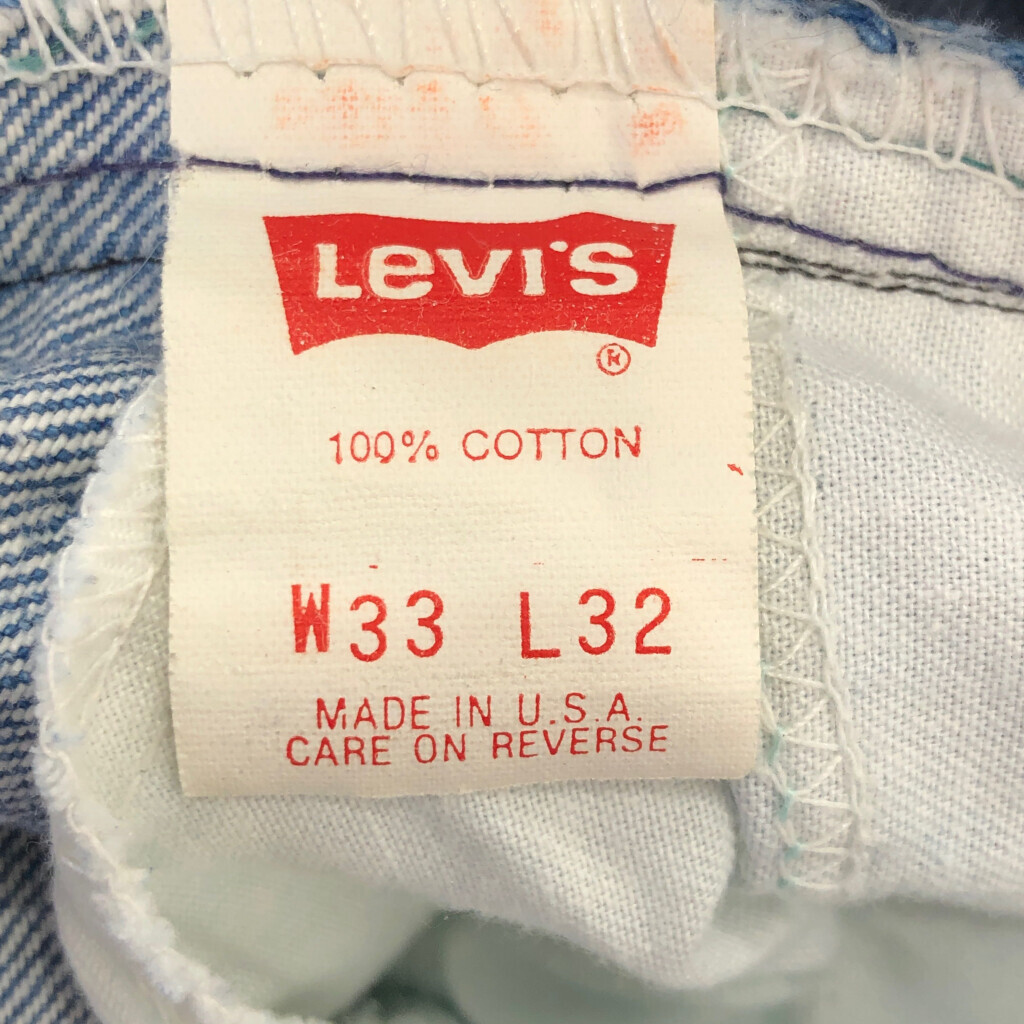 Levi's
®
100% COTTON
W33 L32
MADE IN U.S.A.
CARE ON REVERSE